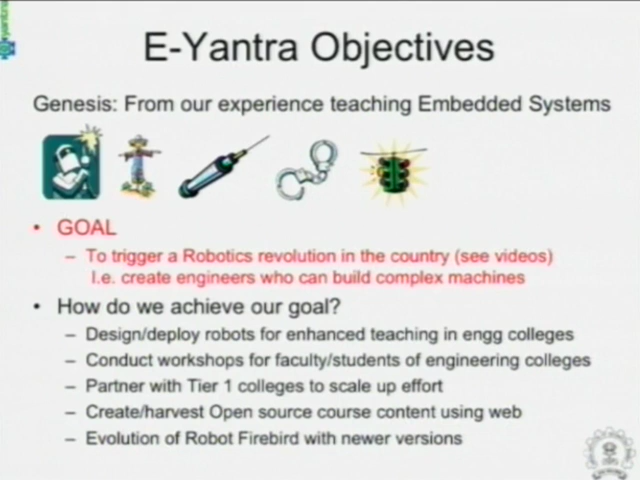 E-Yantra Objectives
Genesis: From our experience teaching Embedded Systems
• GOAL
– To trigger a Robotics revolution in the country (see videos)
I.e. create engineers who can build complex machines
• How do we achieve our goal?
– Design/deploy robots for enhanced teaching in engg colleges
– Conduct workshops for faculty/students of engineering colleges
– Partner with Tier 1 colleges to scale up effort
– Create/harvest Open source course content using web
– Evolution of Robot Firebird with newer versions